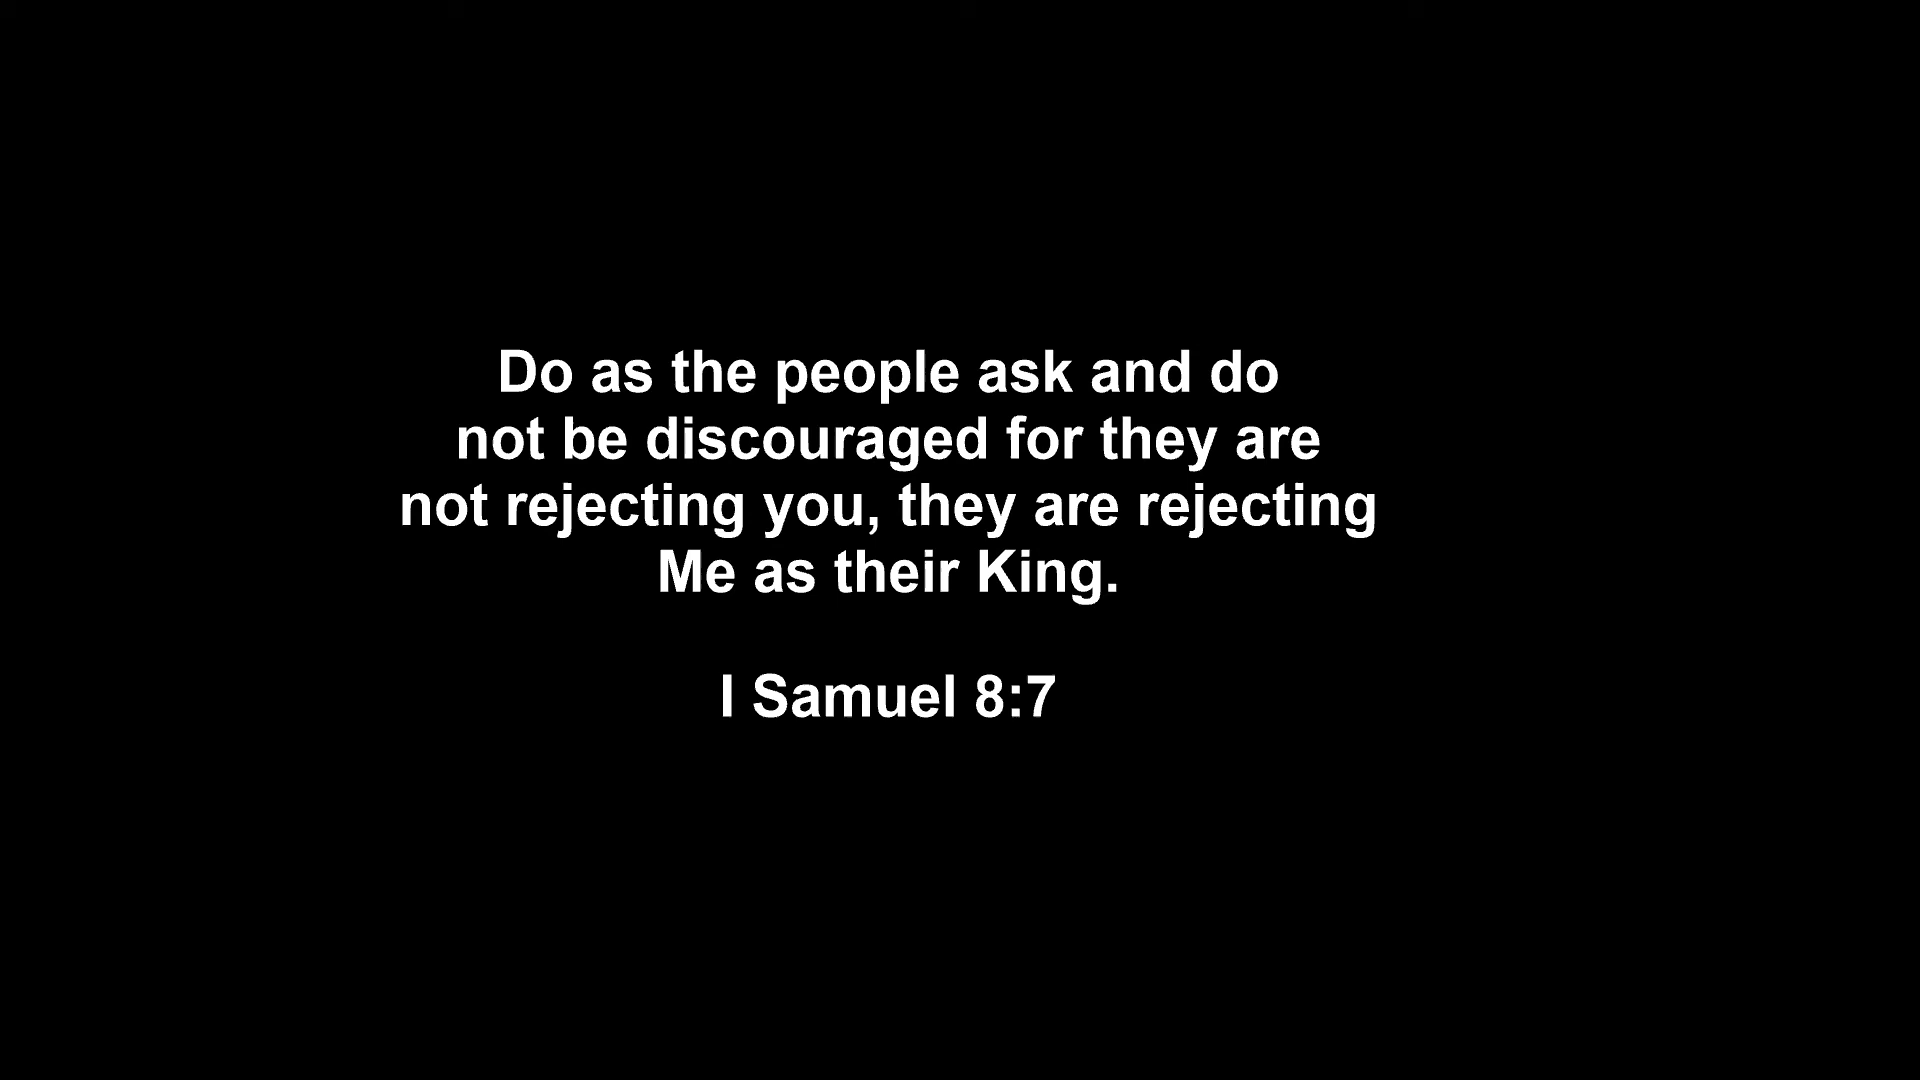 Do as the people ask and do
not be discouraged for they are
not rejecting you, they are rejecting
Me as their King.
I Samuel 8:7